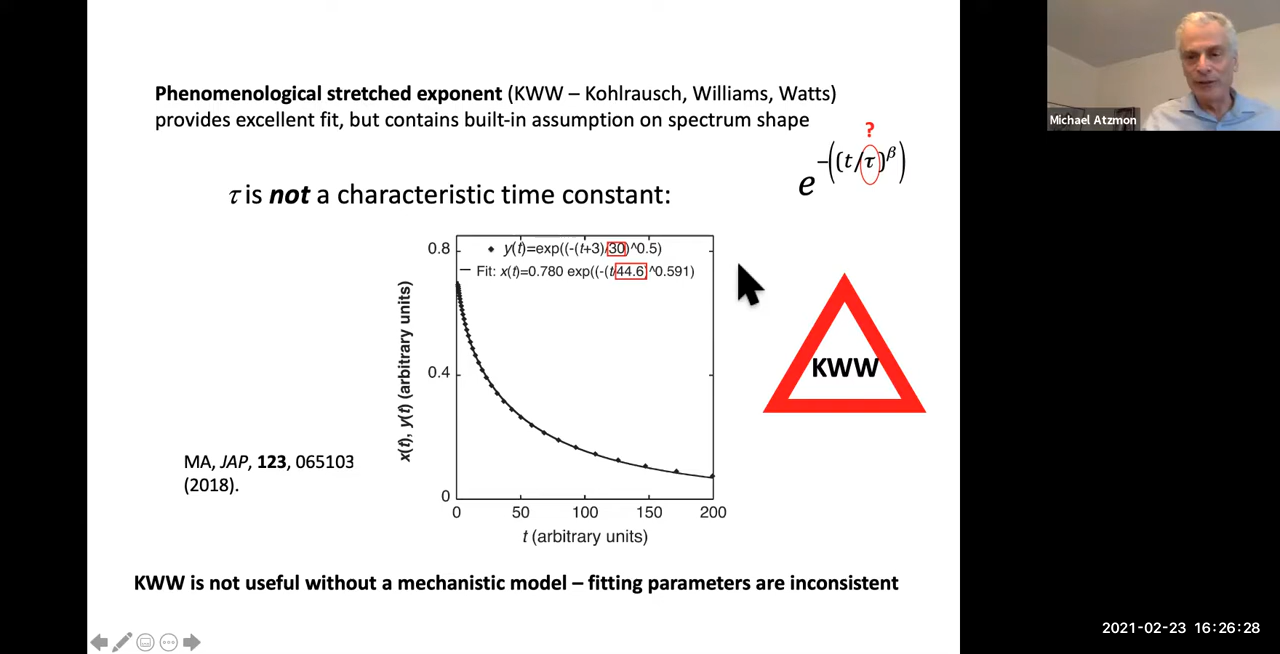 Phenomenological stretched exponent (KWW – Kohlrausch, Williams, Watts)
provides excellent fit, but contains built-in assumption on spectrum shape
?
e^-((t/τ)^β)
τ is not a characteristic time constant:
y(t)=exp((-(t+3)/30)^0.5)
Fit: x(t)=0.780 exp((-(t/44.6)^0.591)
0.8
0.4
0
x(t), y(t) (arbitrary units)
0 50 100 150 200
t (arbitrary units)
KWW
MA, JAP, 123, 065103
(2018).
KWW is not useful without a mechanistic model – fitting parameters are inconsistent
Michael Atzmon
2021-02-23 16:26:28